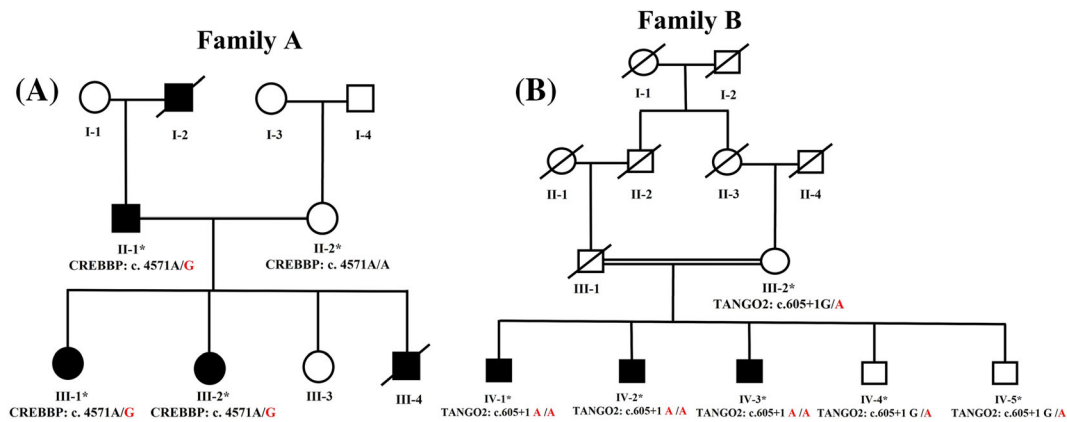 Family A
(A)
I-1
I-2
I-3
I-4
II-1*
CREBBP: c. 4571A/G
II-2*
CREBBP: c. 4571A/A
III-1*
CREBBP: c. 4571A/G
III-2*
CREBBP: c. 4571A/G
III-3
III-4
Family B
(B)
I-1
I-2
II-1
II-2
II-3
II-4
III-1
III-2*
TANGO2: c.605+1G/A
IV-1*
TANGO2: c.605+1 A /A
IV-2*
TANGO2: c.605+1 A /A
IV-3*
TANGO2: c.605+1 A /A
IV-4*
TANGO2: c.605+1 G /A
IV-5*
TANGO2: c.605+1 G /A